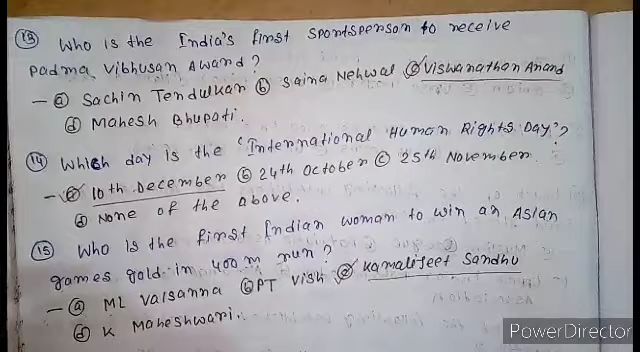 (13) Who is the India's first sportsperson to receive
Padma Vibhusan Award?
- (a) Sachin Tendulkar (b) Saina Nehwal (c) Viswanathan Anand
(d) Mahesh Bhupati.
(14) Which day is the 'International Human Rights Day'?
- (a) 10th December (b) 24th October (c) 25th November.
(d) None of the above.
(15) Who is the first Indian woman to win an Asian
games gold in 400m run?
- (a) ML Valsanna (b) PT Vish (c) Kamaljeet Sandhu
(d) K Maheshwari.
PowerDirector